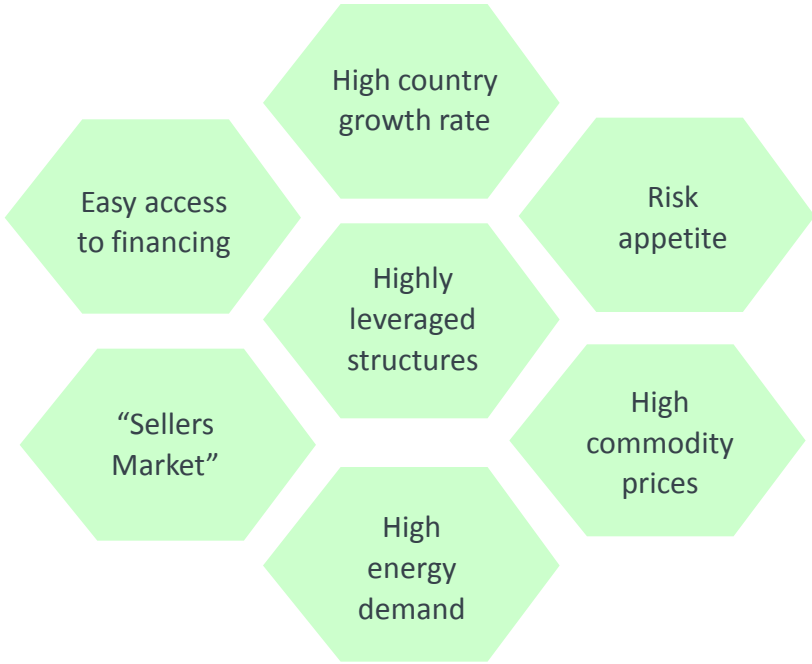 High country
growth rate
Easy access
to financing
Risk
appetite
Highly
leveraged
structures
“Sellers
Market”
High
commodity
prices
High
energy
demand